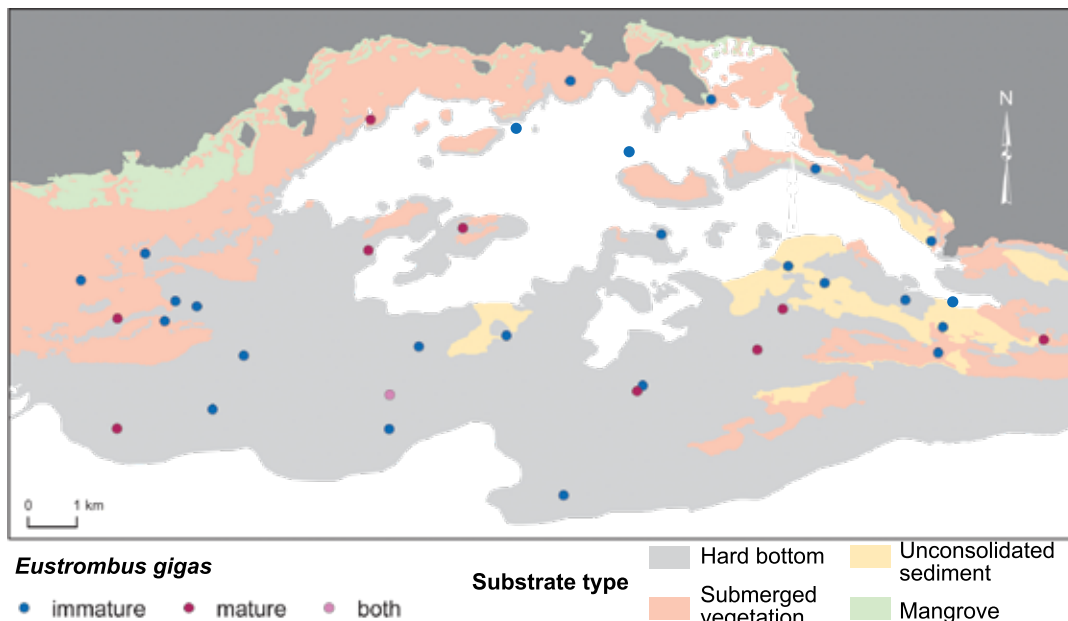 N
0 1 km
Eustrombus gigas
immature mature both
Substrate type
Hard bottom
Submerged
vegetation
Unconsolidated
sediment
Mangrove